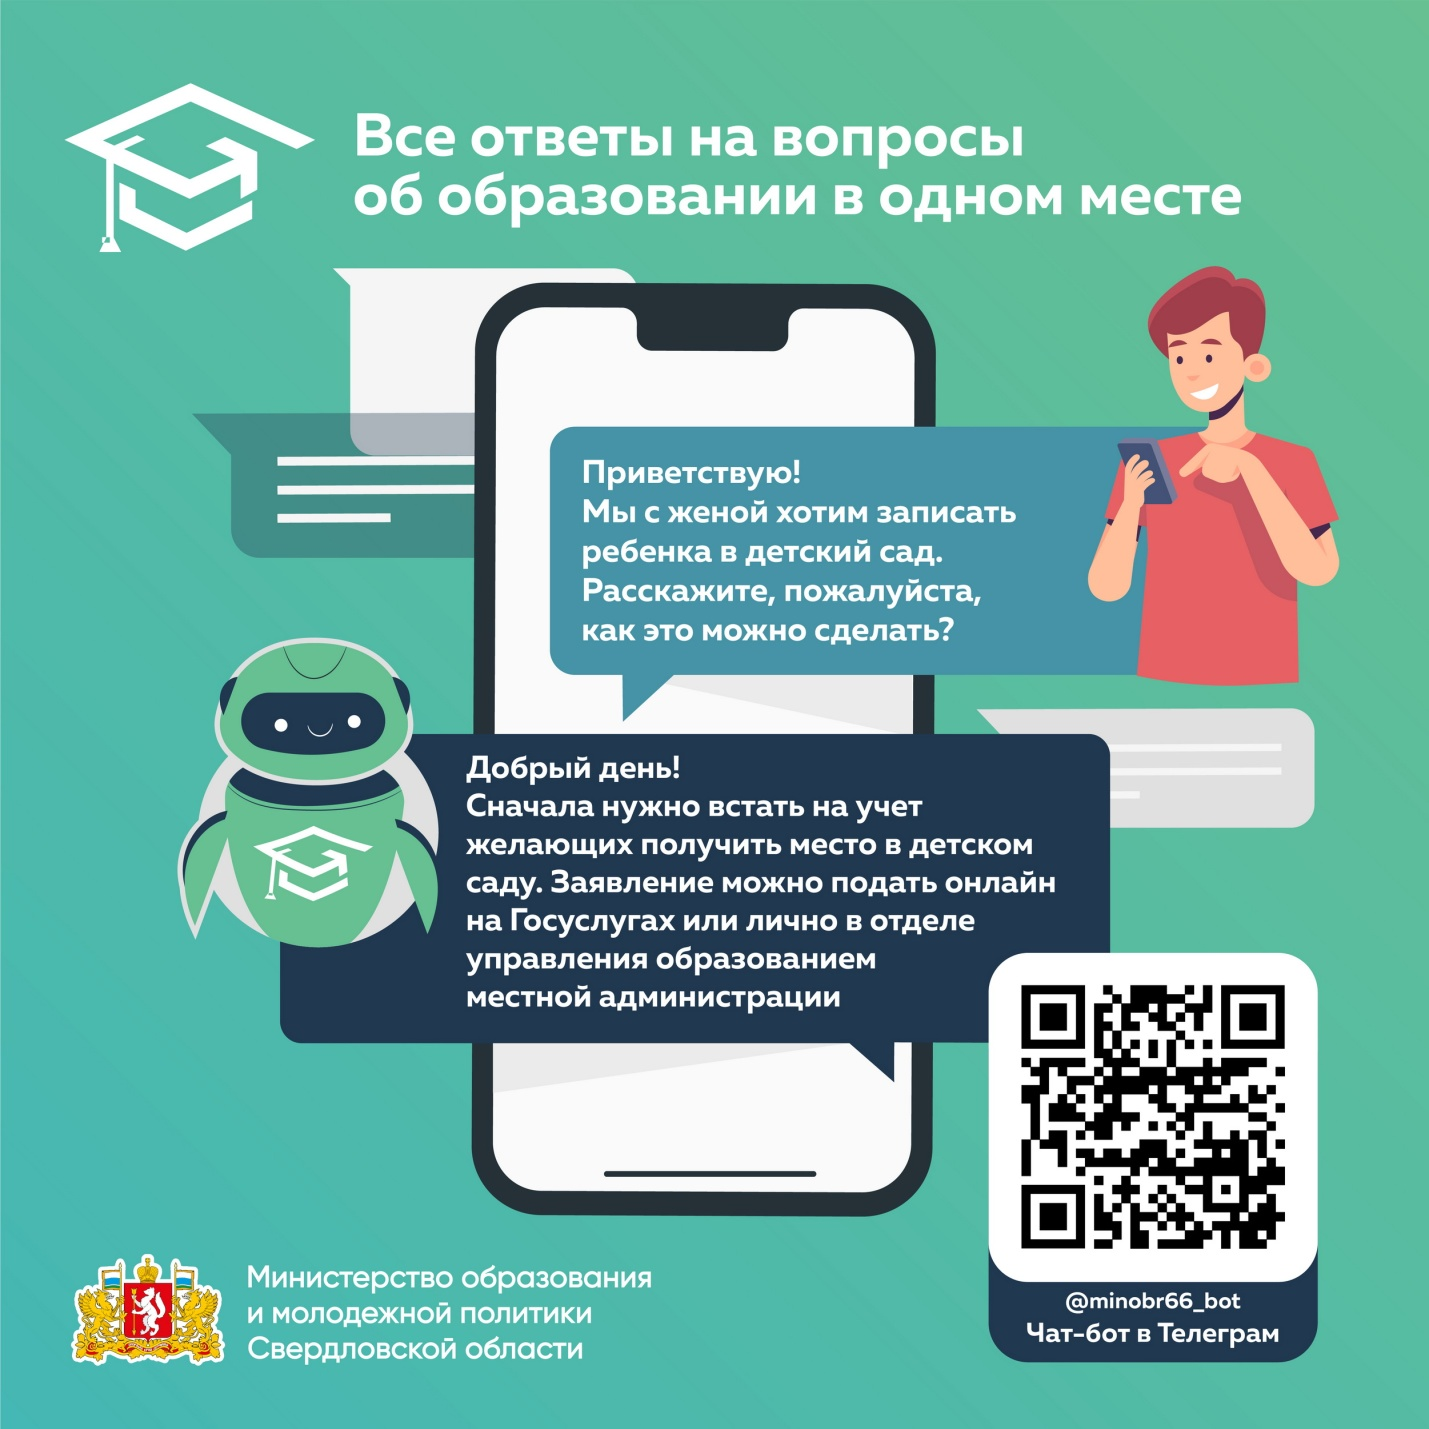 Все ответы на вопросы
об образовании в одном месте
Приветствую!
Мы с женой хотим записать
ребенка в детский сад.
Расскажите, пожалуйста,
как это можно сделать?
Добрый день!
Сначала нужно встать на учет
желающих получить место в детском
саду. Заявление можно подать онлайн
на Госуслугах или лично в отделе
управления образованием
местной администрации
@minobr66_bot
Чат-бот в Телеграм
Министерство образования
и молодежной политики
Свердловской области